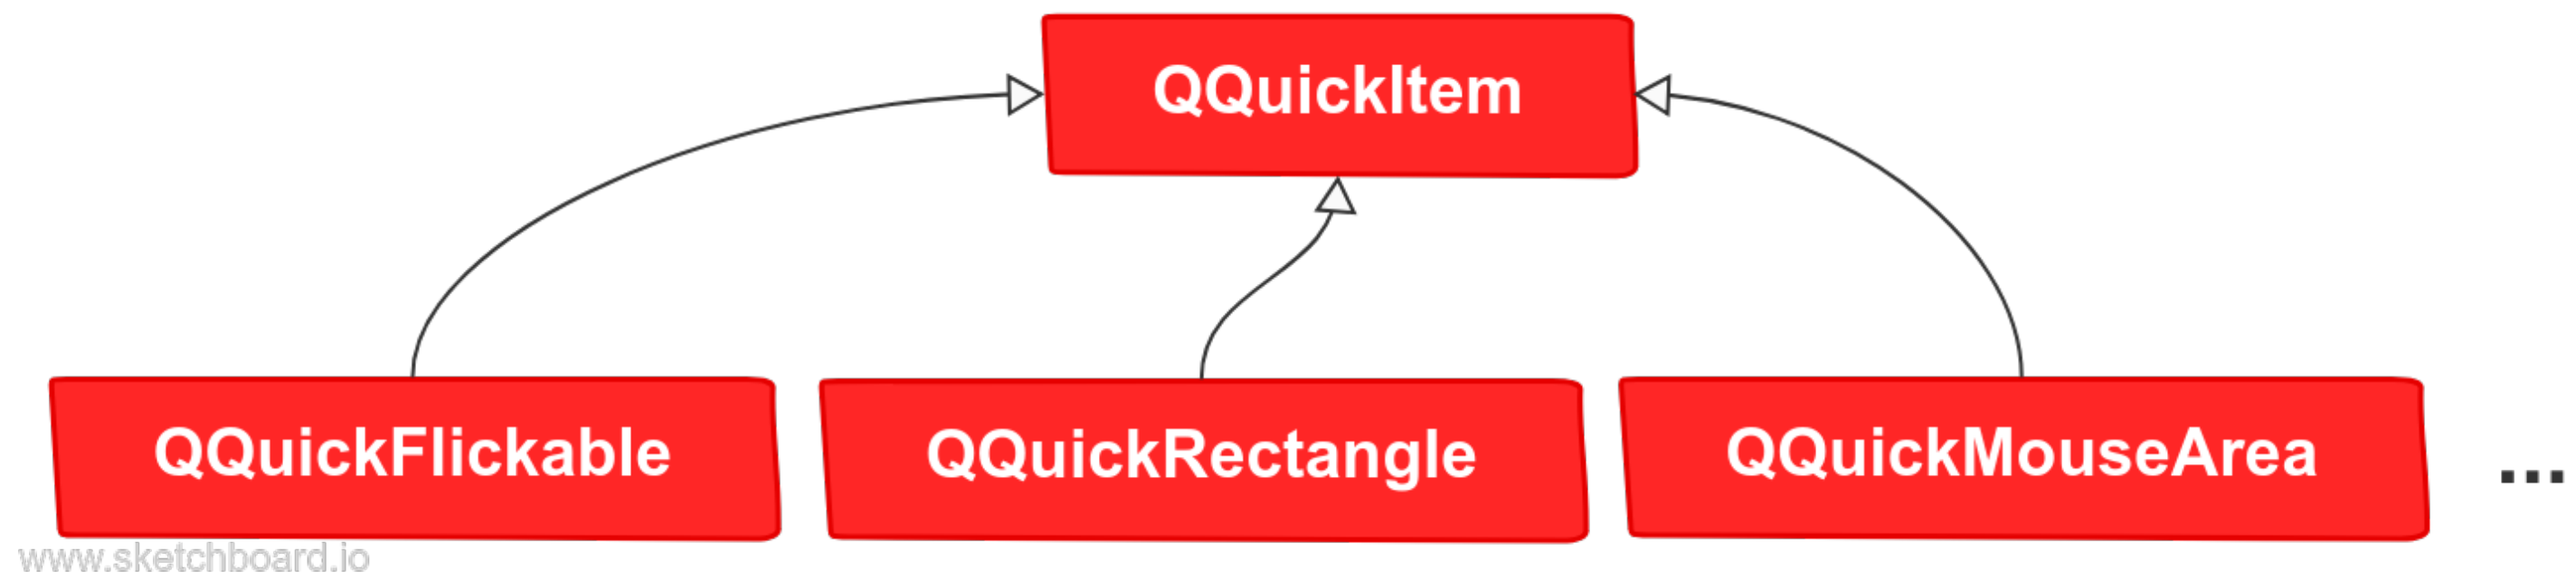 QQuickItem
QQuickFlickable
QQuickRectangle
QQuickMouseArea
...
www.sketchboard.io